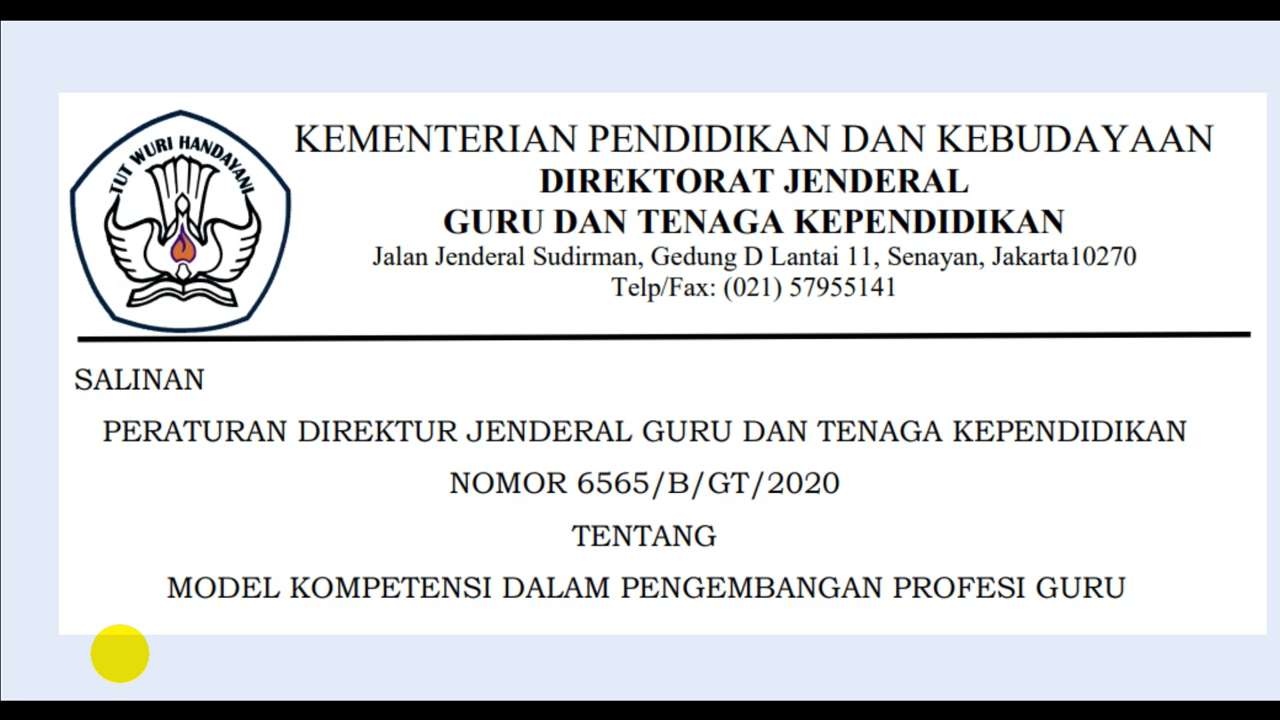 TUT WURI HANDAYANI
KEMENTERIAN PENDIDIKAN DAN KEBUDAYAAN
DIREKTORAT JENDERAL
GURU DAN TENAGA KEPENDIDIKAN
Jalan Jenderal Sudirman, Gedung D Lantai 11, Senayan, Jakarta10270
Telp/Fax: (021) 57955141
SALINAN
PERATURAN DIREKTUR JENDERAL GURU DAN TENAGA KEPENDIDIKAN
NOMOR 6565/B/GT/2020
TENTANG
MODEL KOMPETENSI DALAM PENGEMBANGAN PROFESI GURU